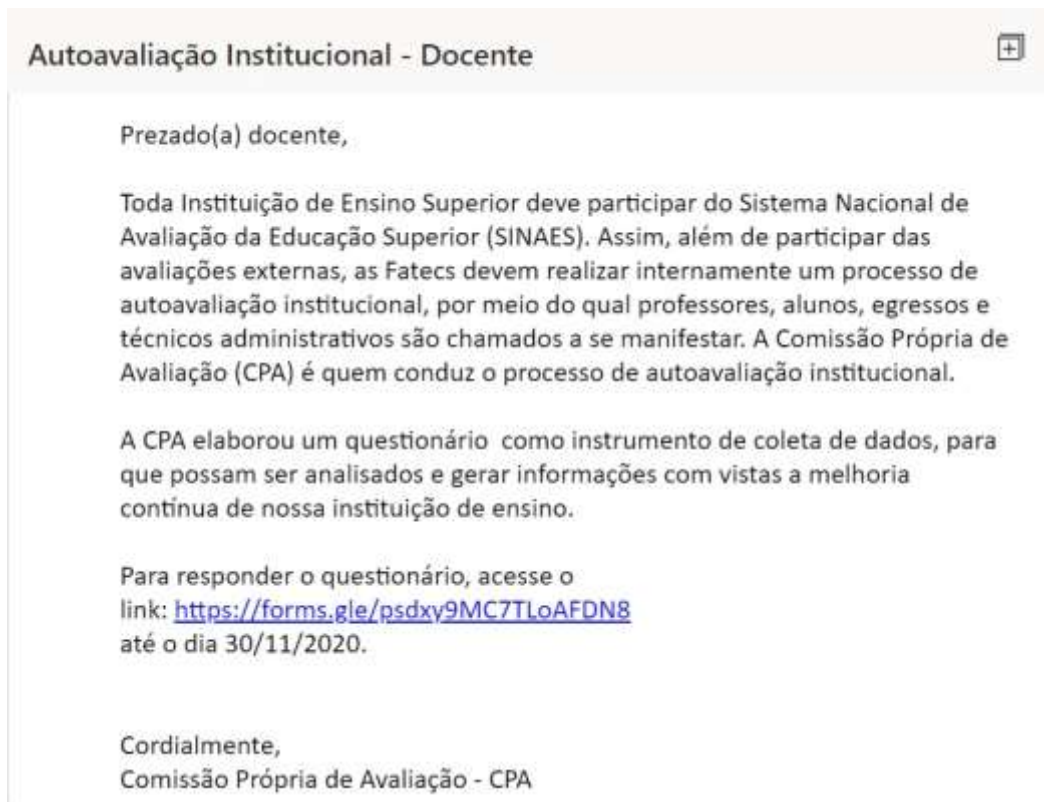 Autoavaliação Institucional - Docente
Prezado(a) docente,
Toda Instituição de Ensino Superior deve participar do Sistema Nacional de
Avaliação da Educação Superior (SINAES). Assim, além de participar das
avaliações externas, as Fatecs devem realizar internamente um processo de
autoavaliação institucional, por meio do qual professores, alunos, egressos e
técnicos administrativos são chamados a se manifestar. A Comissão Própria de
Avaliação (CPA) é quem conduz o processo de autoavaliação institucional.
A CPA elaborou um questionário  como instrumento de coleta de dados, para
que possam ser analisados e gerar informações com vistas a melhoria
contínua de nossa instituição de ensino.
Para responder o questionário, acesse o
link: https://forms.gle/psdxy9MC7TLoAFDN8
até o dia 30/11/2020.
Cordialmente,
Comissão Própria de Avaliação - CPA